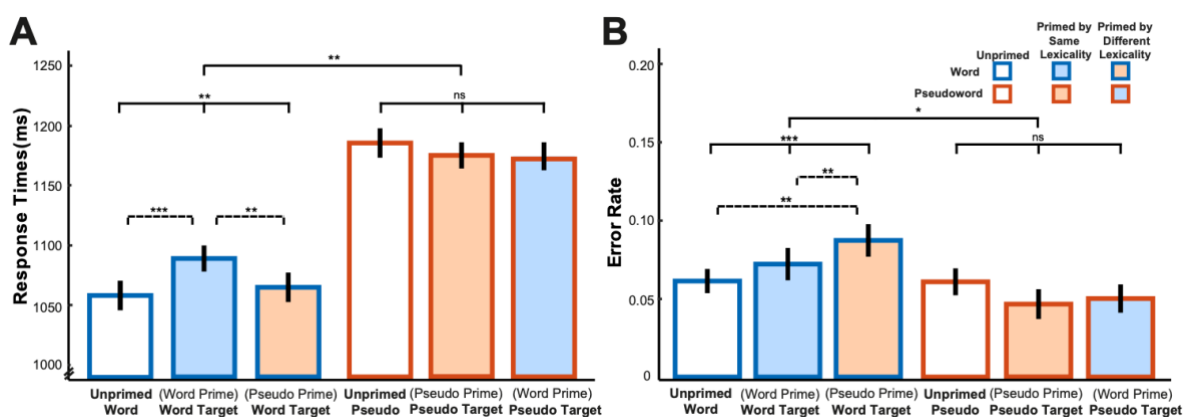 A
Response Times(ms)
1250
1200
1150
1100
1050
1000
**
**
ns
***
**
Unprimed Word
(Word Prime) Word Target
(Pseudo Prime) Word Target
Unprimed Pseudo
(Pseudo Prime) Pseudo Target
(Word Prime) Pseudo Target
B
Error Rate
0.20
0.15
0.10
0.05
0
Unprimed
Primed by Same Lexicality
Primed by Different Lexicality
Word
Pseudoword
*
***
ns
**
**
Unprimed Word
(Word Prime) Word Target
(Pseudo Prime) Word Target
Unprimed Pseudo
(Pseudo Prime) Pseudo Target
(Word Prime) Pseudo Target